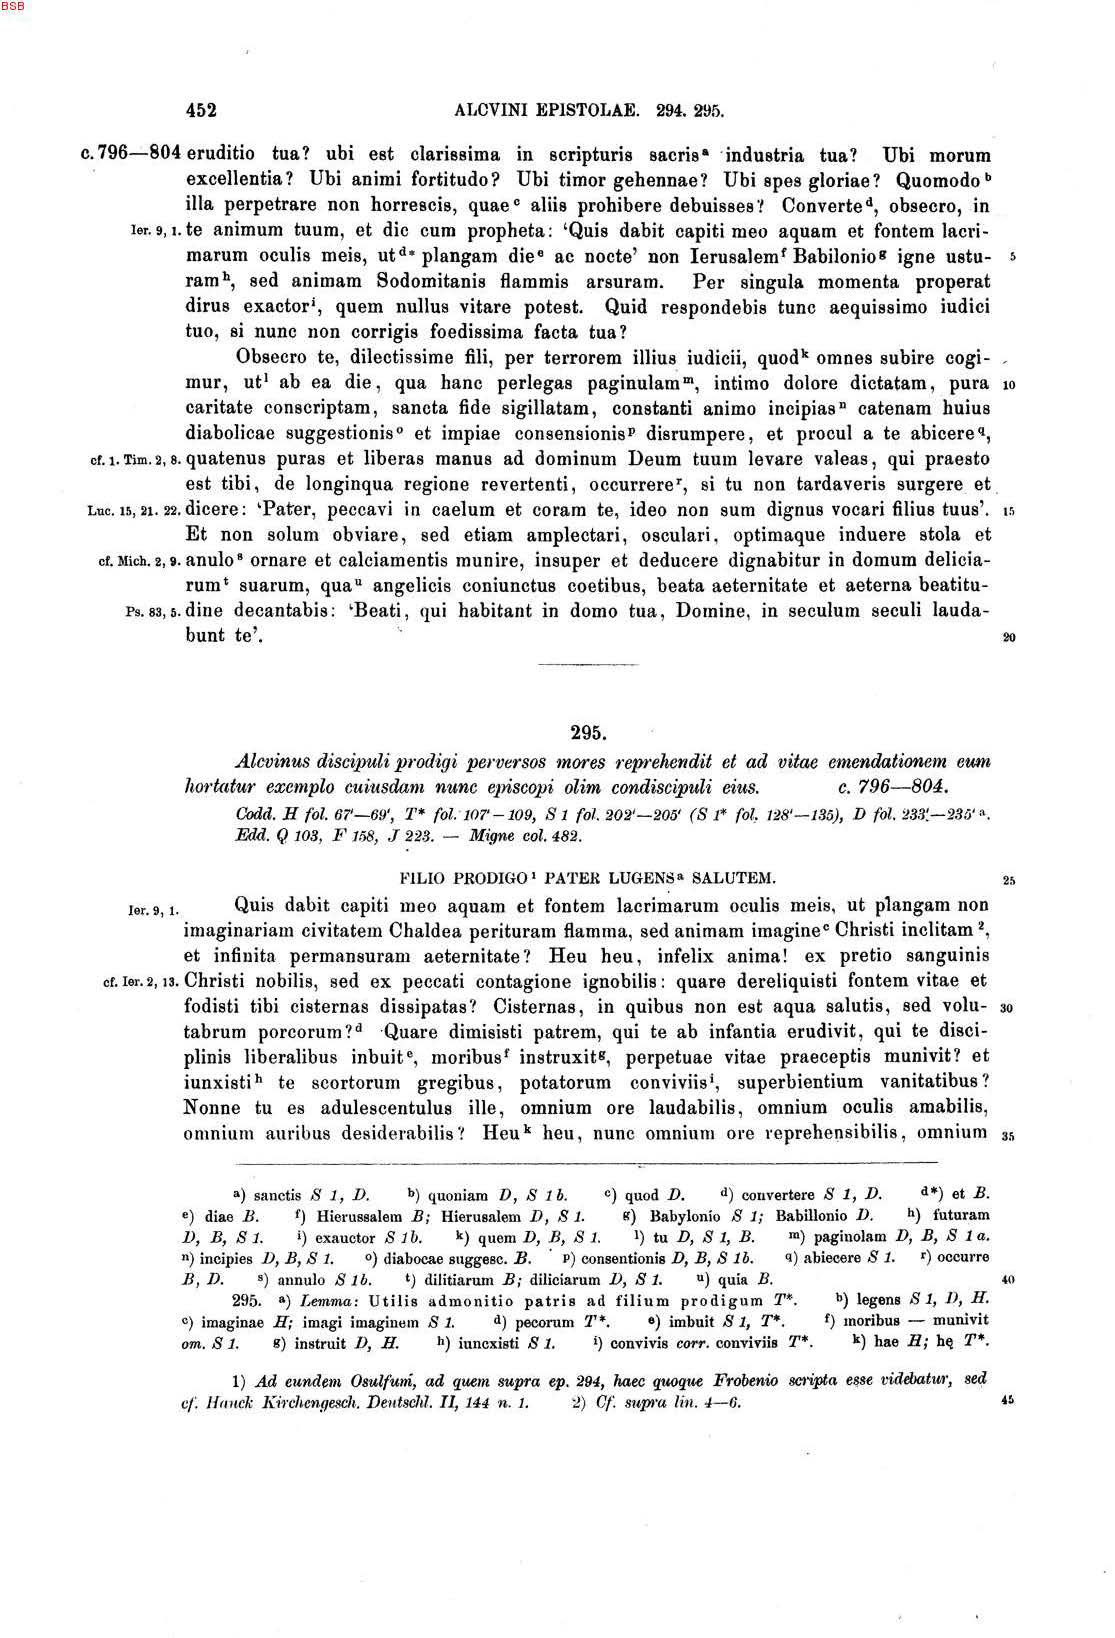 BSB
452 ALCVINI EPISTOLAE. 294. 295.
c. 796—804 eruditio tua? ubi est clarissima in scripturis sacris a industria tua? Ubi morum
excellentia? Ubi animi fortitudo? Ubi timor gehennae? Ubi spes gloriae? Quomodo b
illa perpetrare non horrescis, quae c aliis prohibere debuisses? Converte d, obsecro, in
Ier. 9, 1. te animum tuum, et dic cum propheta: ‘Quis dabit capiti meo aquam et fontem lacri-
marum oculis meis, ut d* plangam die e ac nocte’ non Ierusalem f Babilonio g igne ustu- 5
ram h, sed animam Sodomitanis flammis arsuram. Per singula momenta properat
dirus exactor i, quem nullus vitare potest. Quid respondebis tunc aequissimo iudici
tuo, si nunc non corrigis foedissima facta tua?
Obsecro te, dilectissime fili, per terrorem illius iudicii, quod k omnes subire cogi-
mur, ut l ab ea die, qua hanc perlegas paginulam m, intimo dolore dictatam, pura 10
caritate conscriptam, sancta fide sigillatam, constanti animo incipias n catenam huius
diabolicae suggestionis o et impiae consensionis p disrumpere, et procul a te abicere q,
cf. 1. Tim. 2, 8. quatenus puras et liberas manus ad dominum Deum tuum levare valeas, qui praesto
est tibi, de longinqua regione revertenti, occurrere r, si tu non tardaveris surgere et
Luc. 15, 21. 22. dicere: ‘Pater, peccavi in caelum et coram te, ideo non sum dignus vocari filius tuus’. 15
Et non solum obviare, sed etiam amplectari, osculari, optimaque induere stola et
cf. Mich. 2, 9. anulo s ornare et calciamentis munire, insuper et deducere dignabitur in domum delicia-
rum t suarum, qua u angelicis coniunctus coetibus, beata aeternitate et aeterna beatitu-
Ps. 83, 5. dine decantabis: ‘Beati, qui habitant in domo tua, Domine, in seculum seculi lauda-
bunt te’. 20
295.
Alcvinus discipuli prodigi perversos mores reprehendit et ad vitae emendationem eum
hortatur exemplo cuiusdam nunc episcopi olim condiscipuli eius. c. 796—804.
Codd. H fol. 67'—69', T* fol. 107'—109, S 1 fol. 202'—205' (S 1* fol. 128'—135), D fol. 233'—235' a.
Edd. Q 103, F 158, J 223. — Migne col. 482.
FILIO PRODIGO 1 PATER LUGENS a SALUTEM. 25
Ier. 9, 1. Quis dabit capiti meo aquam et fontem lacrimarum oculis meis, ut plangam non
imaginariam civitatem Chaldea perituram flamma, sed animam imagine c Christi inclitam 2,
et infinita permansuram aeternitate? Heu heu, infelix anima! ex pretio sanguinis
cf. Ier. 2, 13. Christi nobilis, sed ex peccati contagione ignobilis: quare dereliquisti fontem vitae et
fodisti tibi cisternas dissipatas? Cisternas, in quibus non est aqua salutis, sed volu- 30
tabrum porcorum? d Quare dimisisti patrem, qui te ab infantia erudivit, qui te disci-
plinis liberalibus inbuit e, moribus f instruxit g, perpetuae vitae praeceptis munivit? et
iunxisti h te scortorum gregibus, potatorum conviviis i, superbientium vanitatibus?
Nonne tu es adulescentulus ille, omnium ore laudabilis, omnium oculis amabilis,
omnium auribus desiderabilis? Heu k heu, nunc omnium ore reprehensibilis, omnium 35
a) sanctis S 1, D. b) quoniam D, S 1b. c) quod D. d) convertere S 1, D. d*) et B.
e) diae B. f) Hierussalem B; Hierusalem D, S 1. g) Babylonio S 1; Babillonio D. h) futuram
D, B, S 1. i) exauctor S 1b. k) quem D, B, S 1. l) tu D, S 1, B. m) paginolam D, B, S 1 a.
n) incipies D, B, S 1. o) diabocae suggesc. B. p) consentionis D, B, S 1b. q) abiecere S 1. r) occurre
B, D. s) annulo S 1b. t) dilitiarum B; diliciarum D, S 1. u) quia B. 40
295. a) Lemma: Utilis admonitio patris ad filium prodigum T*. b) legens S 1, D, H.
c) imaginae H; imagi imaginem S 1. d) pecorum T*. e) imbuit S 1, T*. f) moribus — munivit
om. S 1. g) instruit D, H. h) iuncxisti S 1. i) convivis corr. conviviis T*. k) hae H; hę T*.
1) Ad eundem Osulfum, ad quem supra ep. 294, haec quoque Frobenio scripta esse videbatur, sed
cf. Hauck Kirchengesch. Deutschl. II, 144 n. 1. 2) Cf. supra lin. 4—6. 45